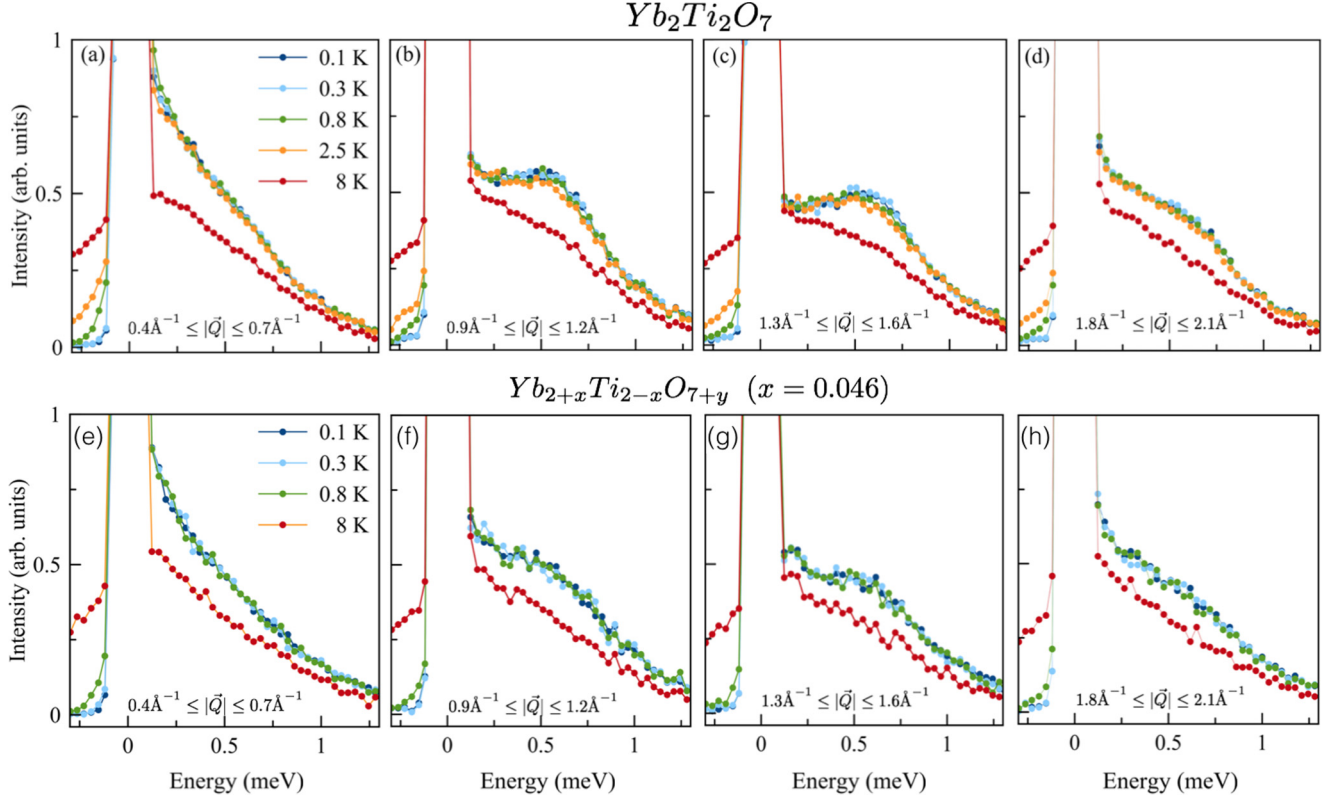 Yb₂Ti₂O₇
(a)
1
0.5
0
Intensity (arb. units)
0.1 K
0.3 K
0.8 K
2.5 K
8 K
0.4Å⁻¹ ≤ |Q⃗| ≤ 0.7Å⁻¹
(b)
0.9Å⁻¹ ≤ |Q⃗| ≤ 1.2Å⁻¹
(c)
1.3Å⁻¹ ≤ |Q⃗| ≤ 1.6Å⁻¹
(d)
1.8Å⁻¹ ≤ |Q⃗| ≤ 2.1Å⁻¹
Yb₂₊ₓTi₂₋ₓO₇₊ᵧ (x = 0.046)
(e)
1
0.5
0
Intensity (arb. units)
0.1 K
0.3 K
0.8 K
8 K
0.4Å⁻¹ ≤ |Q⃗| ≤ 0.7Å⁻¹
(f)
0.9Å⁻¹ ≤ |Q⃗| ≤ 1.2Å⁻¹
(g)
1.3Å⁻¹ ≤ |Q⃗| ≤ 1.6Å⁻¹
(h)
1.8Å⁻¹ ≤ |Q⃗| ≤ 2.1Å⁻¹
0 0.5 1
0 0.5 1
0 0.5 1
0 0.5 1
Energy (meV)
Energy (meV)
Energy (meV)
Energy (meV)